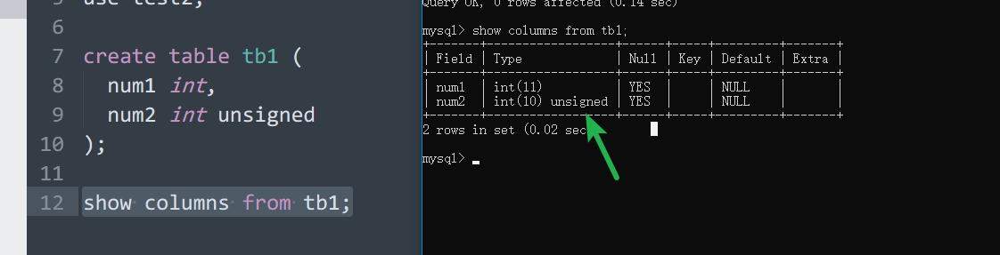 5 use test2;
6
7 create table tb1 (
8 num1 int,
9 num2 int unsigned
10 );
11
12 show columns from tb1;
Query OK, 0 rows affected (0.14 sec)
mysql> show columns from tb1;
+-------+------------------+------+-----+---------+-------+
| Field | Type             | Null | Key | Default | Extra |
+-------+------------------+------+-----+---------+-------+
| num1  | int(11)          | YES  |     | NULL    |       |
| num2  | int(10) unsigned | YES  |     | NULL    |       |
+-------+------------------+------+-----+---------+-------+
2 rows in set (0.02 sec
mysql> _